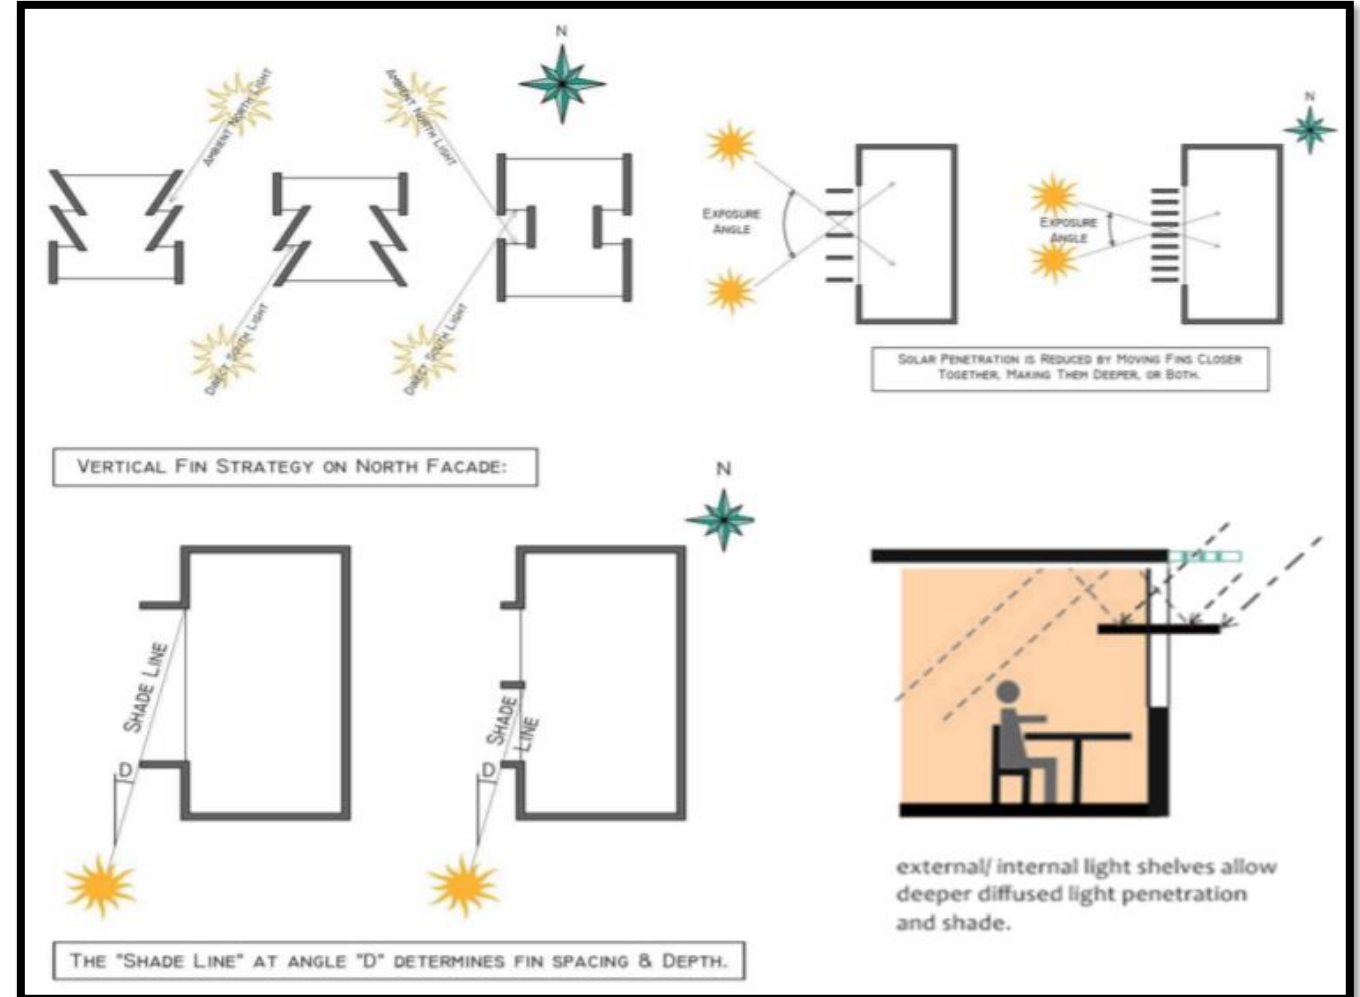 N
AMBIENT NORTH LIGHT
AMBIENT NORTH LIGHT
DIRECT SOUTH LIGHT
DIRECT SOUTH LIGHT
N
EXPOSURE
ANGLE
EXPOSURE
ANGLE
SOLAR PENETRATION IS REDUCED BY MOVING FINS CLOSER
TOGETHER, MAKING THEM DEEPER, OR BOTH.
VERTICAL FIN STRATEGY ON NORTH FACADE:
N
SHADE LINE
D
SHADE
LINE
D
THE "SHADE LINE" AT ANGLE "D" DETERMINES FIN SPACING & DEPTH.
external/ internal light shelves allow
deeper diffused light penetration
and shade.